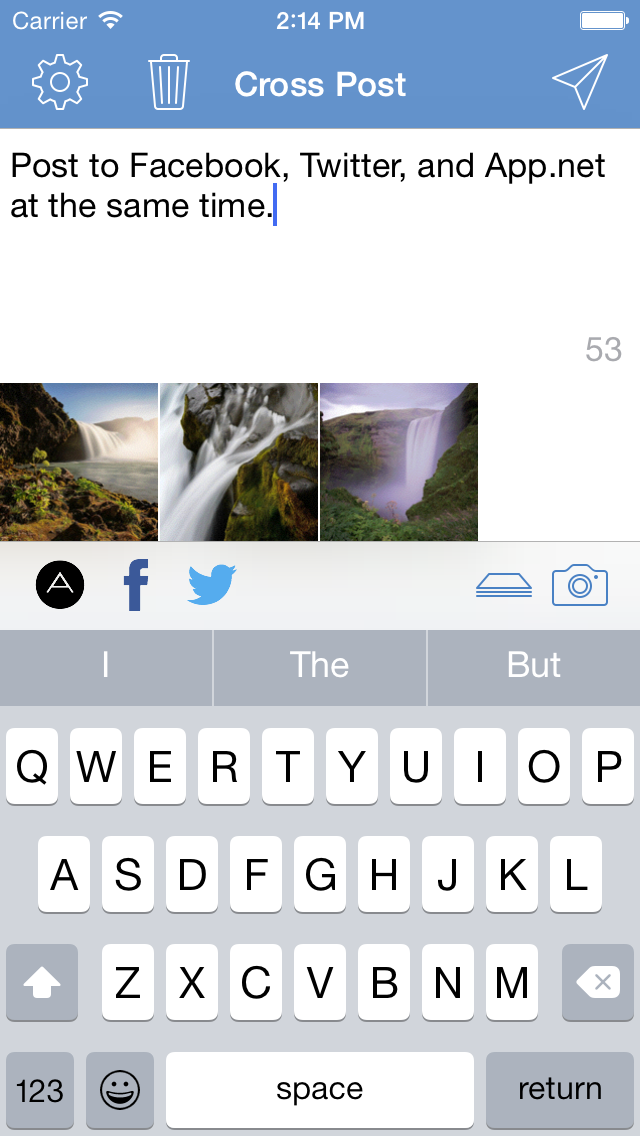 Carrier 2:14 PM
Cross Post
Post to Facebook, Twitter, and App.net
at the same time.
53
I The But
Q W E R T Y U I O P
A S D F G H J K L
Z X C V B N M
123 space return